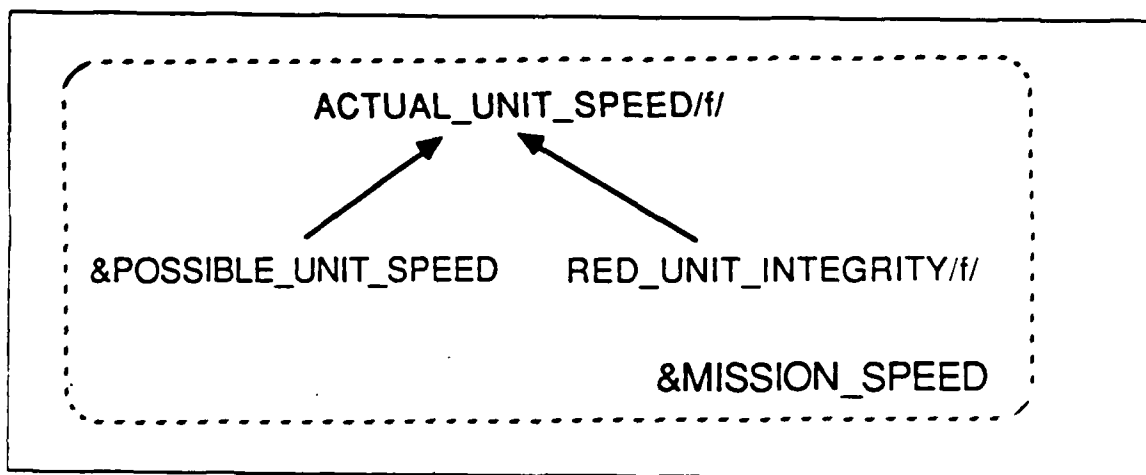 ACTUAL_UNIT_SPEED/f/
&POSSIBLE_UNIT_SPEED RED_UNIT_INTEGRITY/f/
&MISSION_SPEED